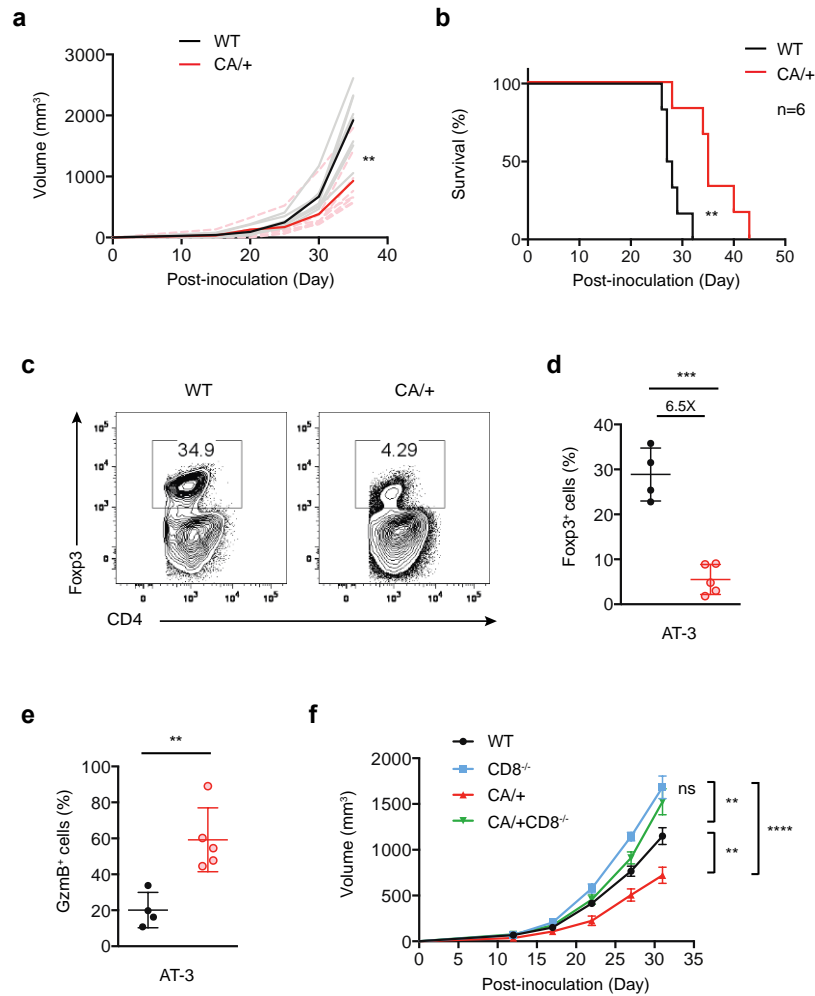 a
WT
CA/+
3000
2000
1000
0
Volume (mm³)
**
0 10 20 30 40
Post-inoculation (Day)
b
WT
CA/+
n=6
100
50
0
Survival (%)
**
0 10 20 30 40 50
Post-inoculation (Day)
c
WT
CA/+
Foxp3
10⁵
10⁴
10³
0
34.9
0 10³ 10⁴ 10⁵
10⁵
10⁴
10³
0
4.29
0 10³ 10⁴ 10⁵
CD4
d
***
6.5X
40
30
20
10
0
Foxp3⁺ cells (%)
AT-3
e
**
100
80
60
40
20
0
GzmB⁺ cells (%)
AT-3
f
WT
CD8⁻/⁻
CA/+
CA/+CD8⁻/⁻
2000
1500
1000
500
0
Volume (mm³)
ns
**
**
****
0 5 10 15 20 25 30 35
Post-inoculation (Day)